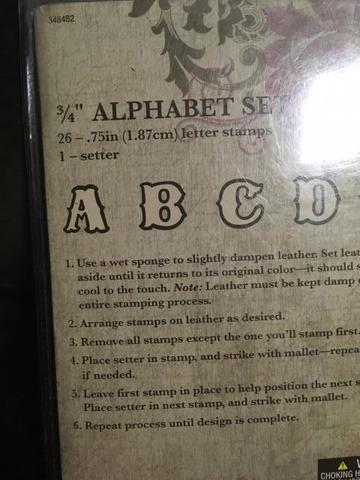 348482
3/4" ALPHABET SET
26 – .75in (1.87cm) letter stamps
1 – setter
A B C D
1. Use a wet sponge to slightly dampen leather. Set
aside until it returns to its original color—it should
cool to the touch. Note: Leather must be kept damp
entire stamping process.
2. Arrange stamps on leather as desired.
3. Remove all stamps except the one you'll stamp first.
4. Place setter in stamp, and strike with mallet—
if needed.
5. Leave first stamp in place to help position the next
Place setter in next stamp, and strike with mallet.
6. Repeat process until design is complete.
CHOKING